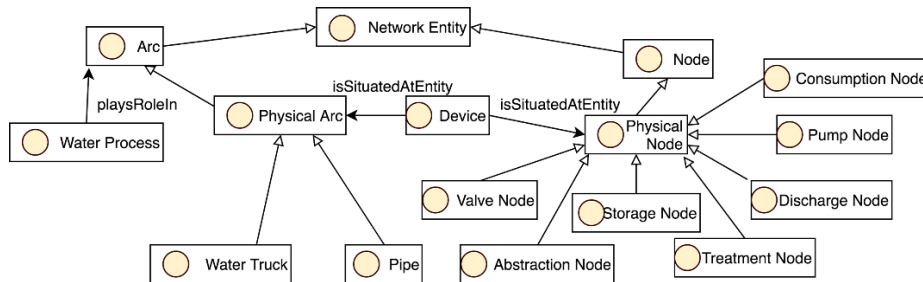 Network Entity
Arc
Node
Consumption Node
isSituatedAtEntity
playsRoleIn
isSituatedAtEntity
Physical Arc
Device
Physical
Node
Pump Node
Water Process
Valve Node
Storage Node
Discharge Node
Water Truck
Pipe
Abstraction Node
Treatment Node